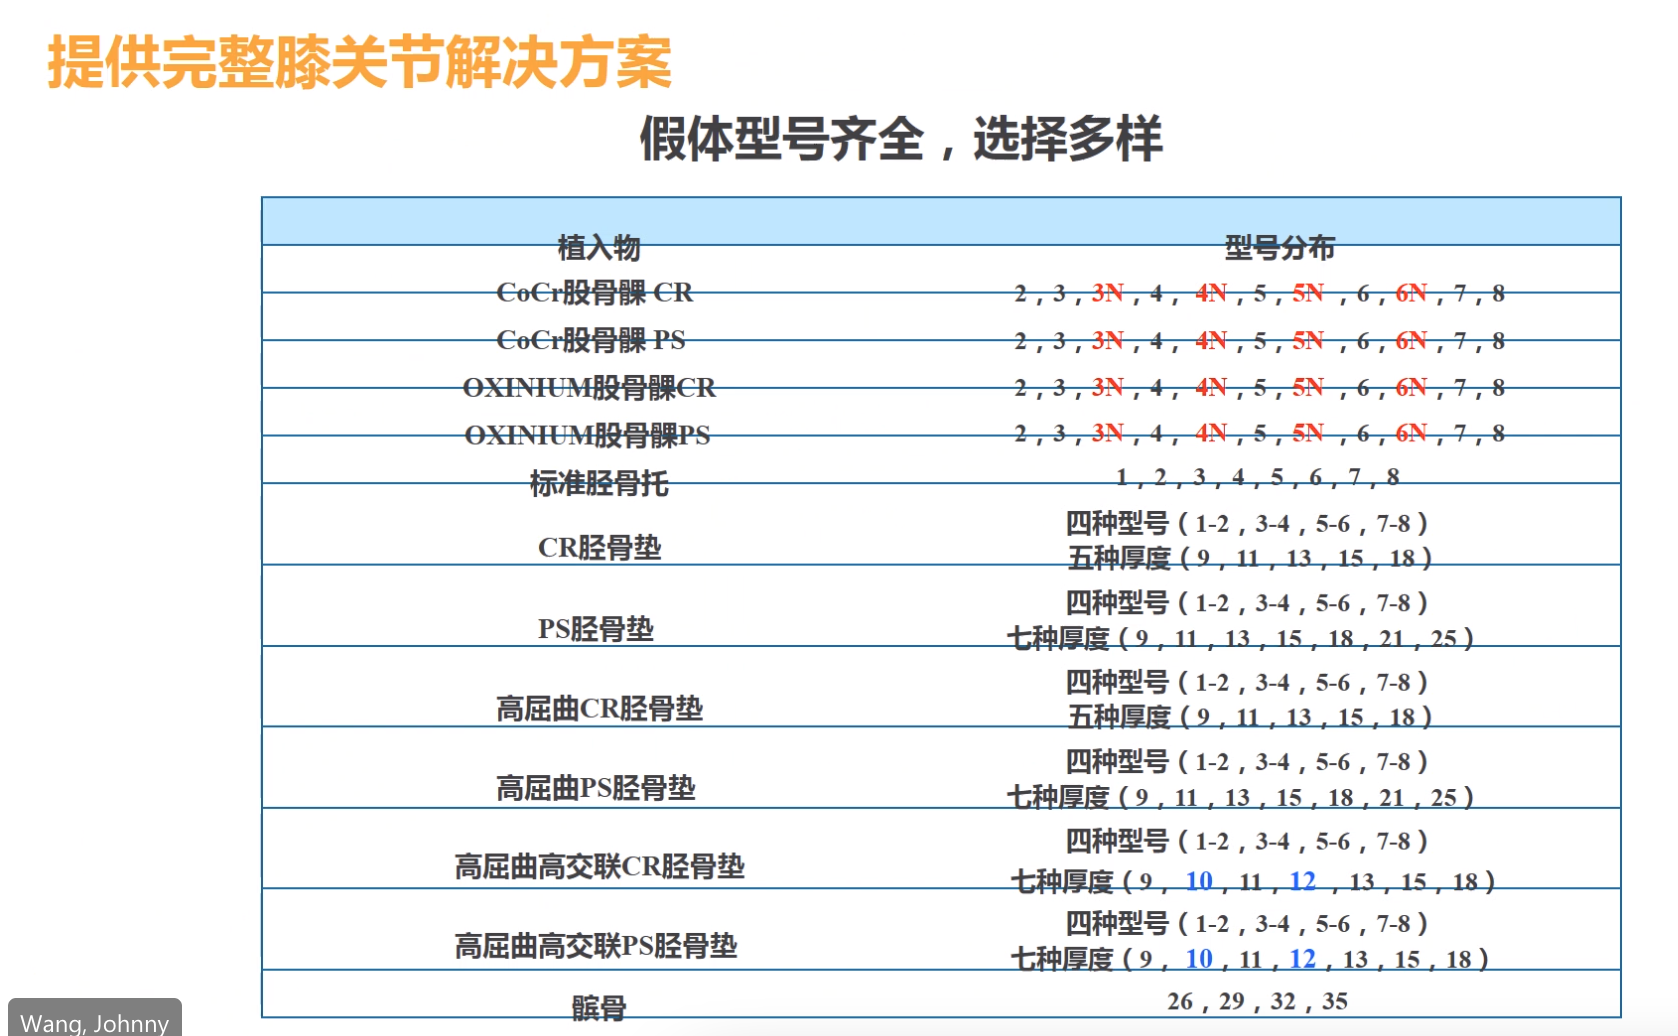 提供完整膝关节解决方案
假体型号齐全，选择多样
植入物 型号分布
CoCr股骨髁 CR 2，3，3N，4，4N，5，5N，6，6N，7，8
CoCr股骨髁 PS 2，3，3N，4，4N，5，5N，6，6N，7，8
OXINIUM股骨髁CR 2，3，3N，4，4N，5，5N，6，6N，7，8
OXINIUM股骨髁PS 2，3，3N，4，4N，5，5N，6，6N，7，8
标准胫骨托 1，2，3，4，5，6，7，8
CR胫骨垫 四种型号（1-2，3-4，5-6，7-8）
五种厚度（9，11，13，15，18）
PS胫骨垫 四种型号（1-2，3-4，5-6，7-8）
七种厚度（9，11，13，15，18，21，25）
高屈曲CR胫骨垫 四种型号（1-2，3-4，5-6，7-8）
五种厚度（9，11，13，15，18）
高屈曲PS胫骨垫 四种型号（1-2，3-4，5-6，7-8）
七种厚度（9，11，13，15，18，21，25）
高屈曲高交联CR胫骨垫 四种型号（1-2，3-4，5-6，7-8）
七种厚度（9，10，11，12，13，15，18）
高屈曲高交联PS胫骨垫 四种型号（1-2，3-4，5-6，7-8）
七种厚度（9，10，11，12，13，15，18）
髌骨 26，29，32，35
Wang, Johnny